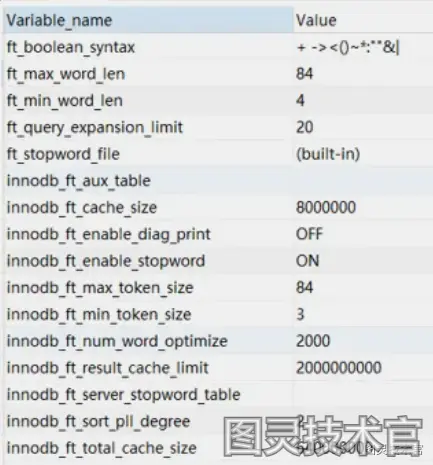 Variable_name Value
ft_boolean_syntax + -><()~*:""&|
ft_max_word_len 84
ft_min_word_len 4
ft_query_expansion_limit 20
ft_stopword_file (built-in)
innodb_ft_aux_table
innodb_ft_cache_size 8000000
innodb_ft_enable_diag_print OFF
innodb_ft_enable_stopword ON
innodb_ft_max_token_size 84
innodb_ft_min_token_size 3
innodb_ft_num_word_optimize 2000
innodb_ft_result_cache_limit 2000000000
innodb_ft_server_stopword_table
innodb_ft_sort_pll_degree 2
innodb_ft_total_cache_size
图灵技术官